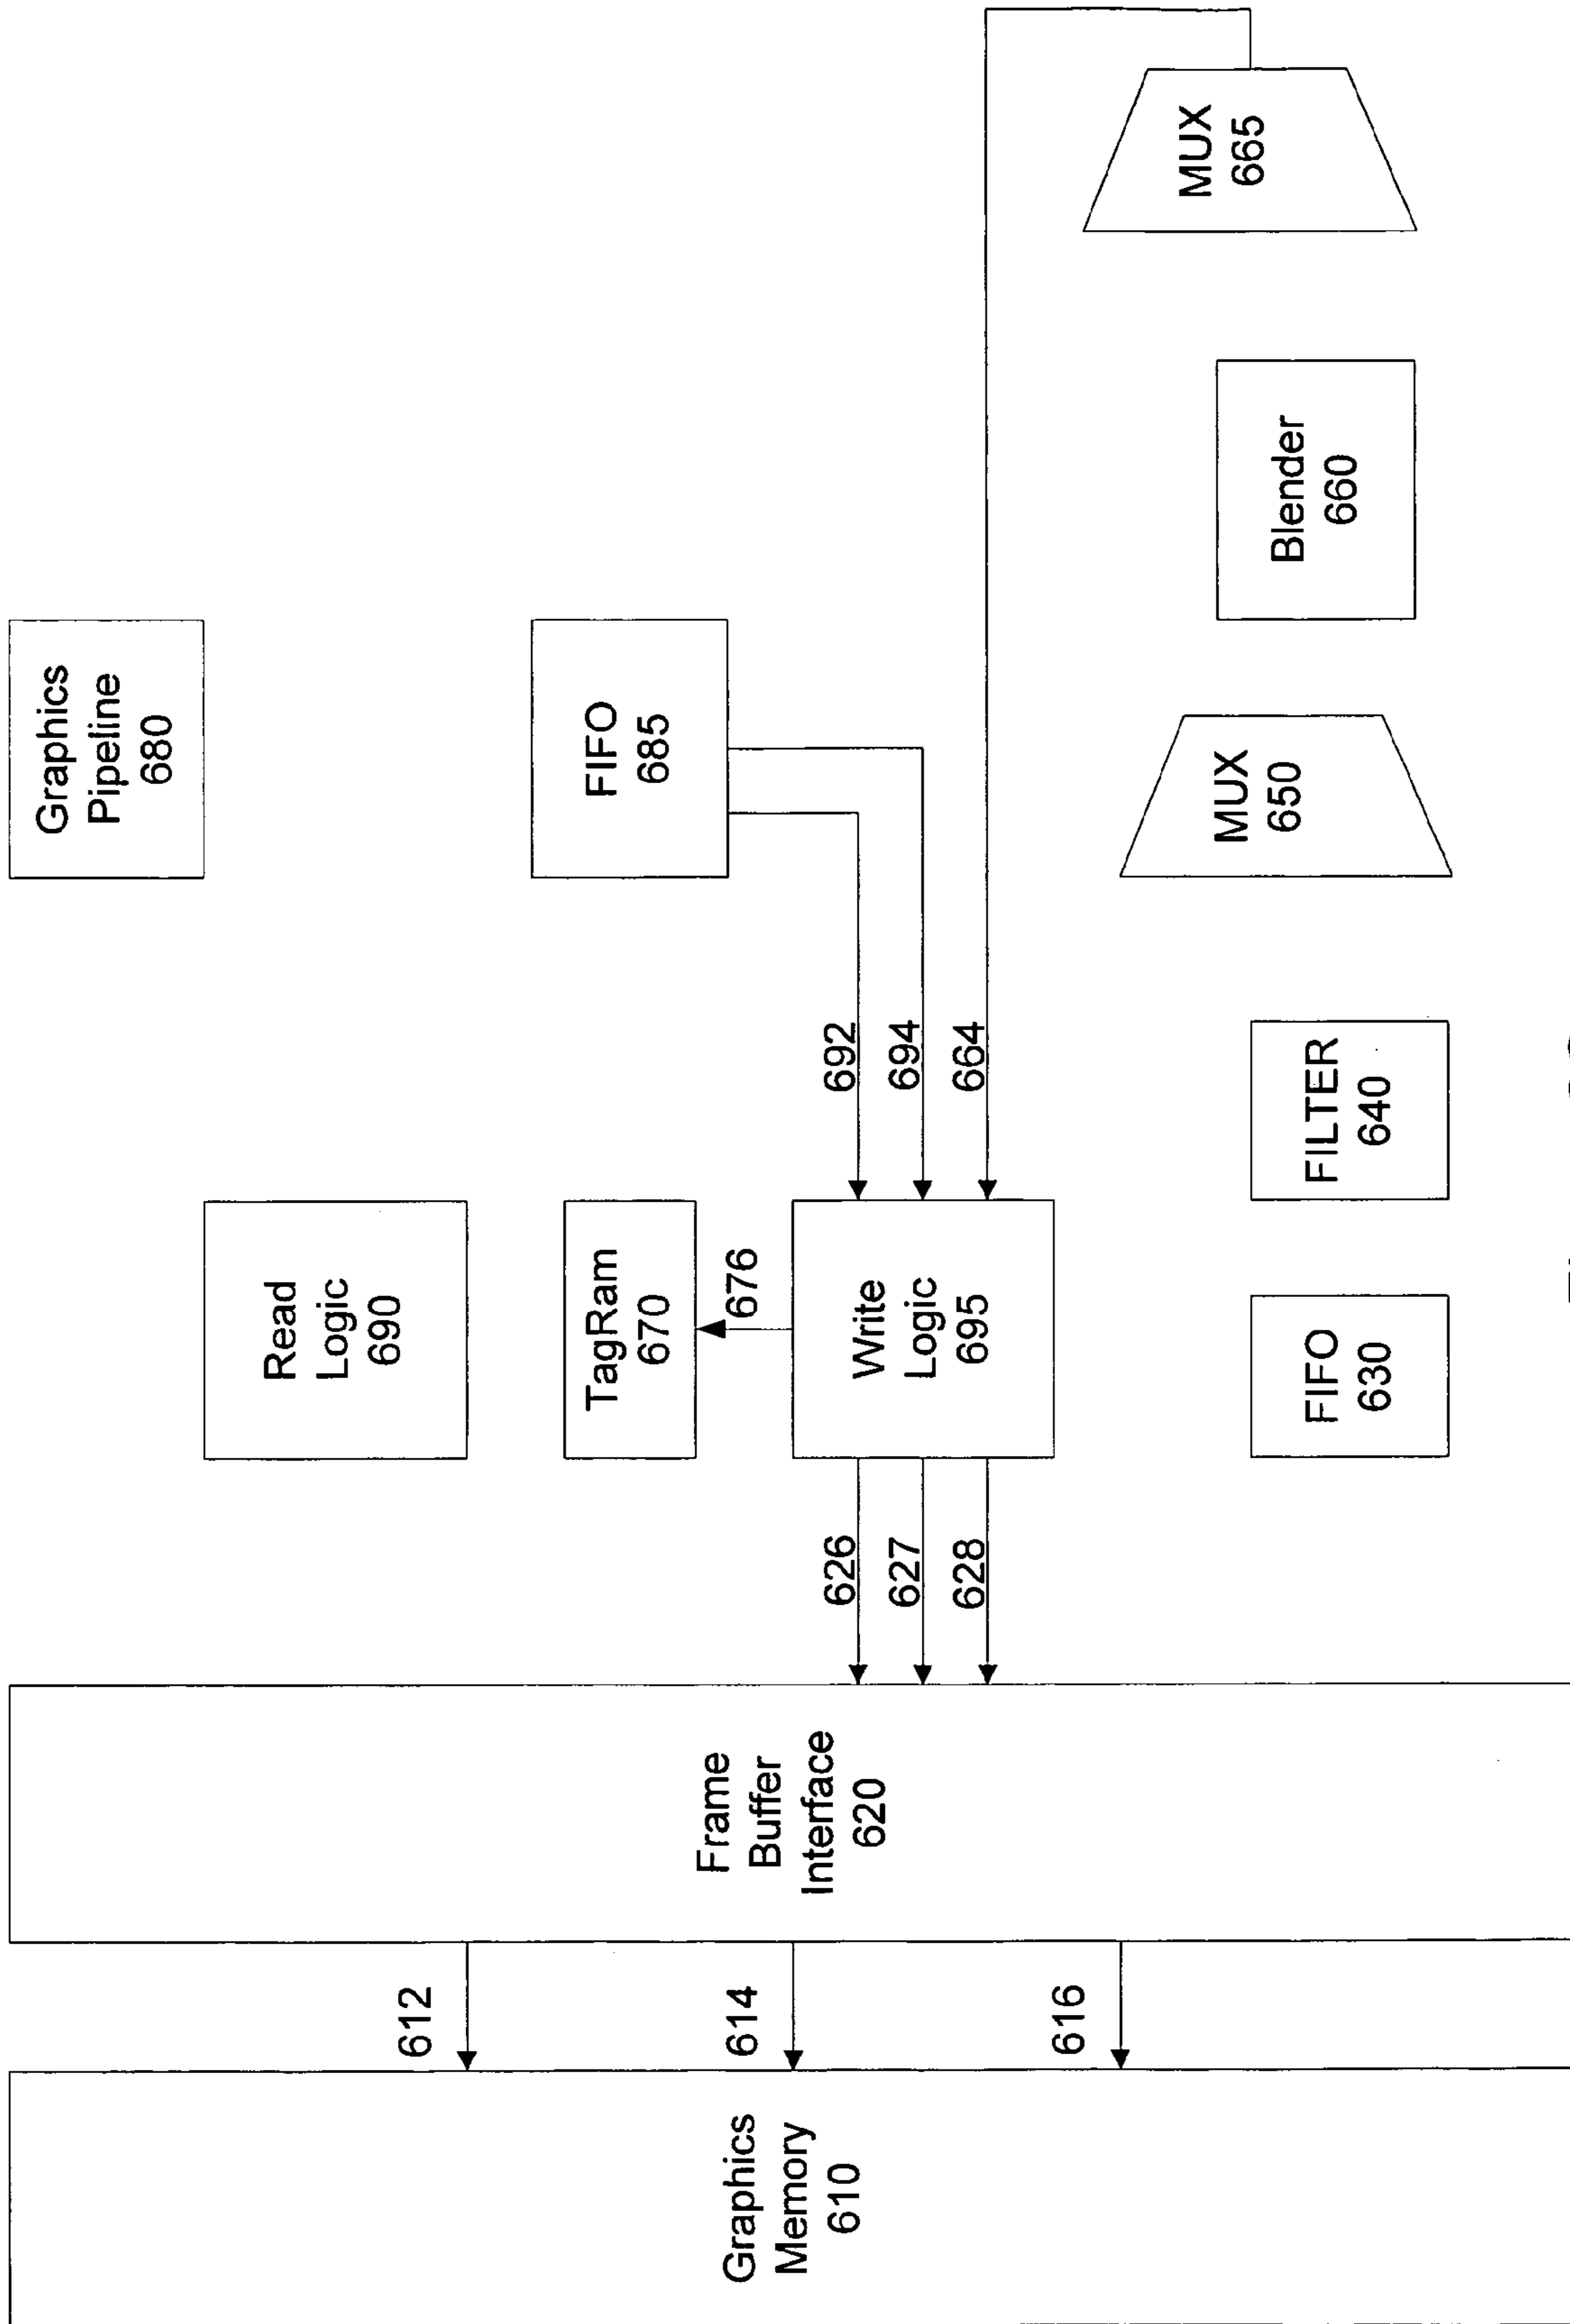 Graphics
Memory
610
612
614
616
Frame
Buffer
Interface
620
626
627
628
Read
Logic
690
TagRam
670
676
Write
Logic
695
FIFO
630
FILTER
640
692
694
664
Graphics
Pipeline
680
FIFO
685
MUX
650
Blender
660
MUX
665